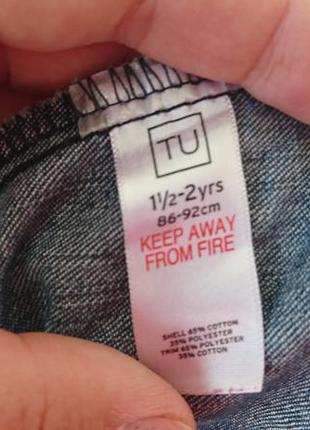 TU
1½-2yrs
86-92cm
KEEP AWAY
FROM FIRE
SHELL 65% COTTON
35% POLYESTER
TRIM 65% POLYESTER
35% COTTON